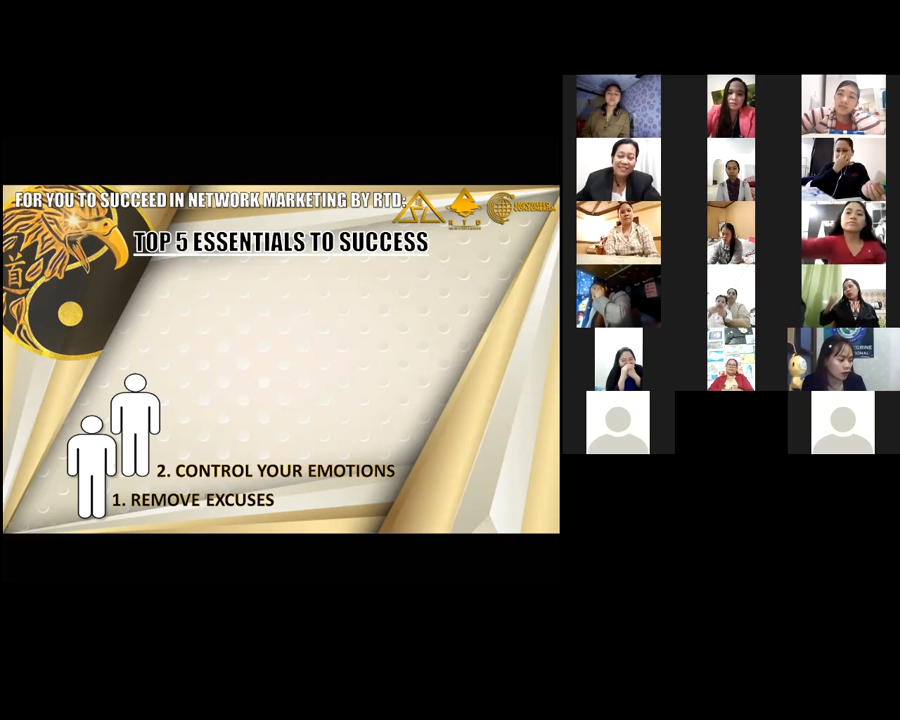 FOR YOU TO SUCCEED IN NETWORK MARKETING BY RTD:
TOP 5 ESSENTIALS TO SUCCESS
首
R T D
2. CONTROL YOUR EMOTIONS
1. REMOVE EXCUSES